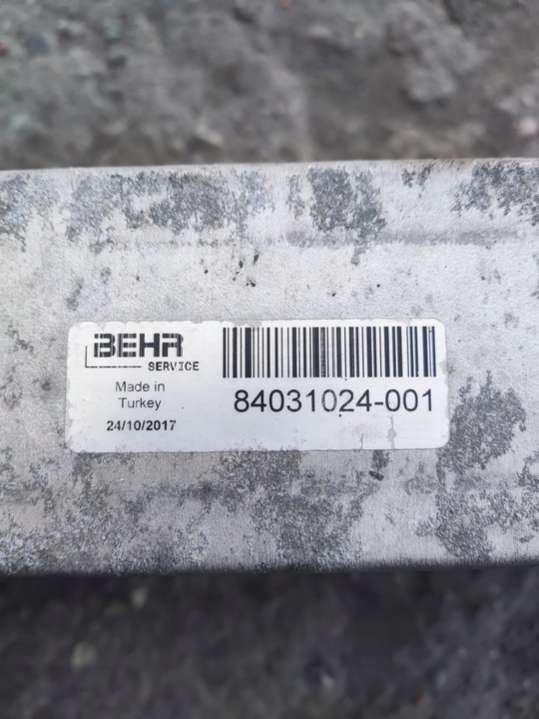 BEHR
SERVICE
Made in
Turkey
24/10/2017
84031024-001